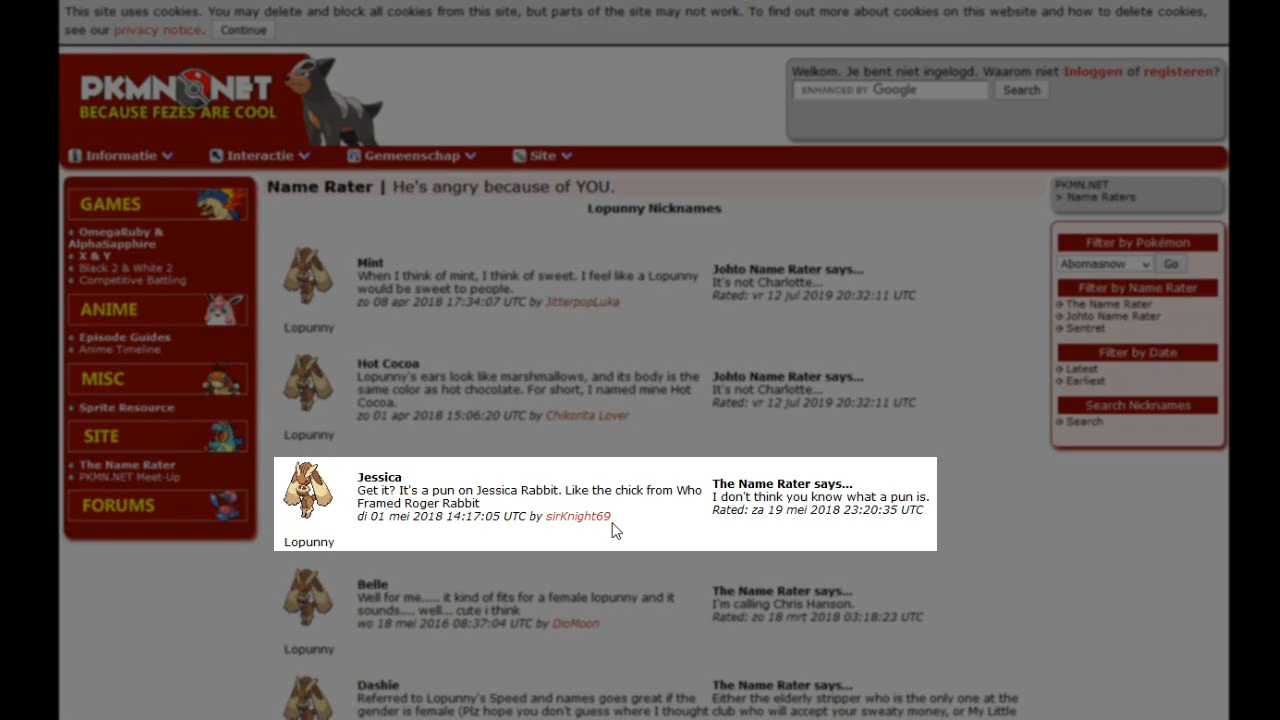 This site uses cookies. You may delete and block all cookies from this site, but parts of the site may not work. To find out more about cookies on this website and how to delete cookies,
see our privacy notice. Continue
PKMN.NET
BECAUSE FEZES ARE COOL
Welkom. Je bent niet ingelogd. Waarom niet Inloggen of registeren?
ENHANCED BY Google Search
Informatie Interactie Gemeenschap Site
GAMES
OmegaRuby &
AlphaSapphire
X & Y
Black 2 & White 2
Competitive Battling
ANIME
Episode Guides
Anime Timeline
MISC
Sprite Resource
SITE
The Name Rater
PKMN.NET Meet-Up
FORUMS
Name Rater | He's angry because of YOU.
Lopunny Nicknames
Mint
When I think of mint, I think of sweet. I feel like a Lopunny
would be sweet to people.
zo 08 apr 2018 17:34:07 UTC by JitterpopLuka
Lopunny
Johto Name Rater says...
It's not Charlotte...
Rated: vr 12 jul 2019 20:32:11 UTC
Hot Cocoa
Lopunny's ears look like marshmallows, and its body is the
same color as hot chocolate. For short, I named mine Hot
Cocoa.
zo 01 apr 2018 15:06:20 UTC by Chikorita Lover
Lopunny
Johto Name Rater says...
It's not Charlotte...
Rated: vr 12 jul 2019 20:32:11 UTC
Jessica
Get it? It's a pun on Jessica Rabbit. Like the chick from Who
Framed Roger Rabbit
di 01 mei 2018 14:17:05 UTC by sirKnight69
Lopunny
The Name Rater says...
I don't think you know what a pun is.
Rated: za 19 mei 2018 23:20:35 UTC
Belle
Well for me..... it kind of fits for a female lopunny and it
sounds.... well... cute i think
wo 18 mei 2016 08:37:04 UTC by DioMoon
Lopunny
The Name Rater says...
I'm calling Chris Hanson.
Rated: zo 18 mrt 2018 03:18:23 UTC
Dashie
Referred to Lopunny's Speed and names goes great if the
gender is female (Plz hope you don't guess where I thought
The Name Rater says...
Either the elderly stripper who is the only one at the
club who will accept your sweaty money, or My Little
PKMN.NET
> Name Raters
Filter by Pokémon
Abomasnow Go
Filter by Name Rater
The Name Rater
Johto Name Rater
Sentret
Filter by Date
Latest
Earliest
Search Nicknames
Search